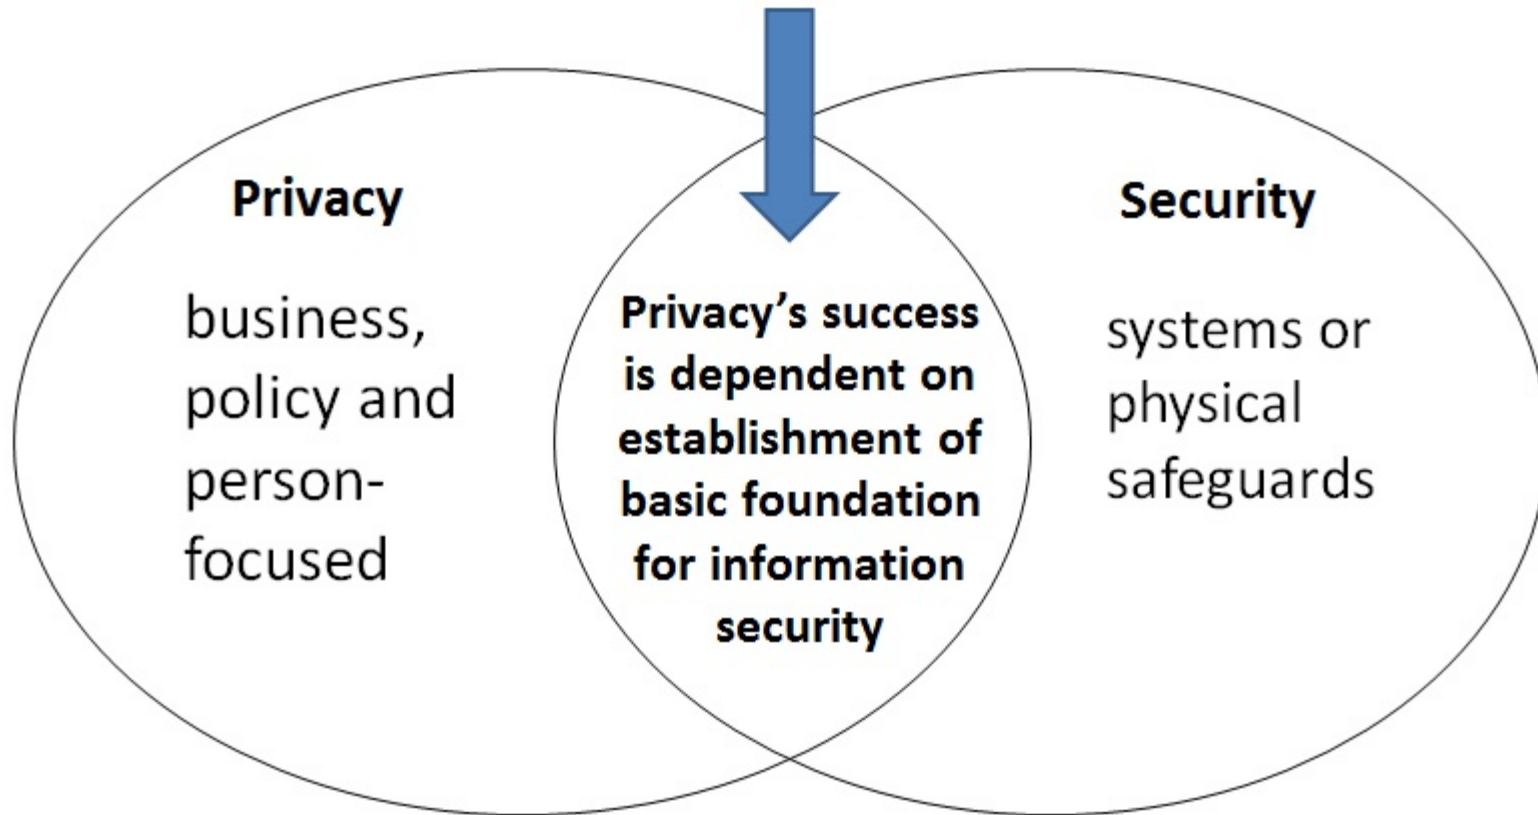 Privacy
business,
policy and
person-
focused
Privacy’s success
is dependent on
establishment of
basic foundation
for information
security
Security
systems or
physical
safeguards